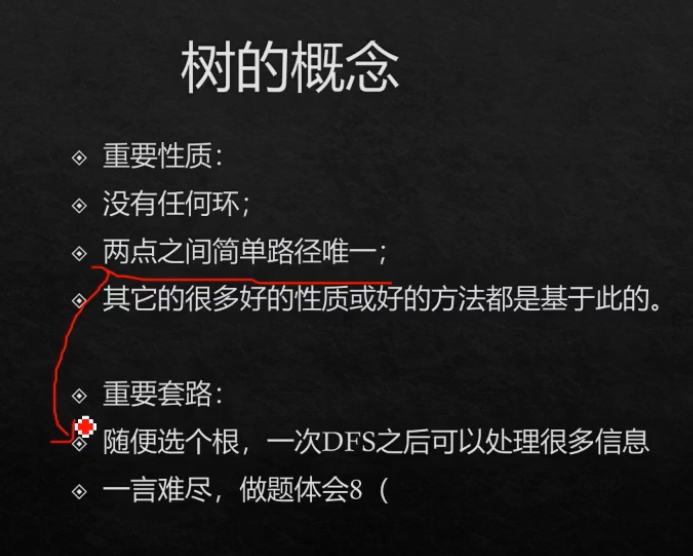 树的概念
重要性质：
没有任何环；
两点之间简单路径唯一；
其它的很多好的性质或好的方法都是基于此的。
重要套路：
随便选个根，一次DFS之后可以处理很多信息
一言难尽，做题体会8（